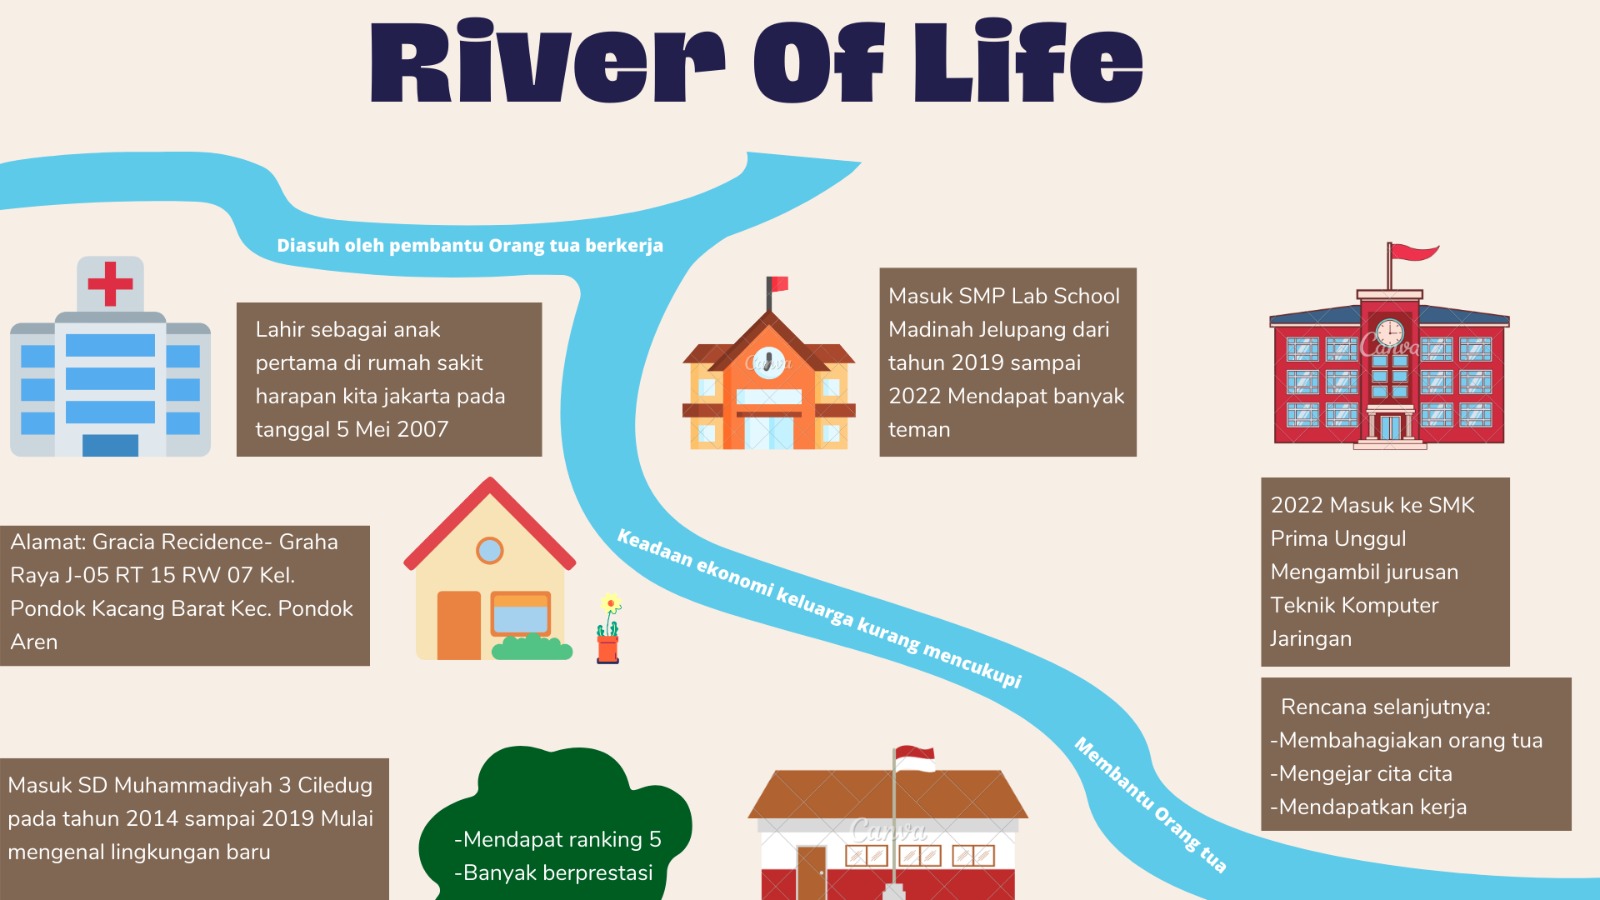 River Of Life
Diasuh oleh pembantu Orang tua berkerja
Lahir sebagai anak
pertama di rumah sakit
harapan kita jakarta pada
tanggal 5 Mei 2007
Masuk SMP Lab School
Madinah Jelupang dari
tahun 2019 sampai
2022 Mendapat banyak
teman
Canva
Canva
Alamat: Gracia Recidence- Graha
Raya J-05 RT 15 RW 07 Kel.
Pondok Kacang Barat Kec. Pondok
Aren
Keadaan ekonomi keluarga kurang mencukupi
2022 Masuk ke SMK
Prima Unggul
Mengambil jurusan
Teknik Komputer
Jaringan
Membantu Orang tua
Rencana selanjutnya:
-Membahagiakan orang tua
-Mengejar cita cita
-Mendapatkan kerja
Masuk SD Muhammadiyah 3 Ciledug
pada tahun 2014 sampai 2019 Mulai
mengenal lingkungan baru
-Mendapat ranking 5
-Banyak berprestasi
Canva